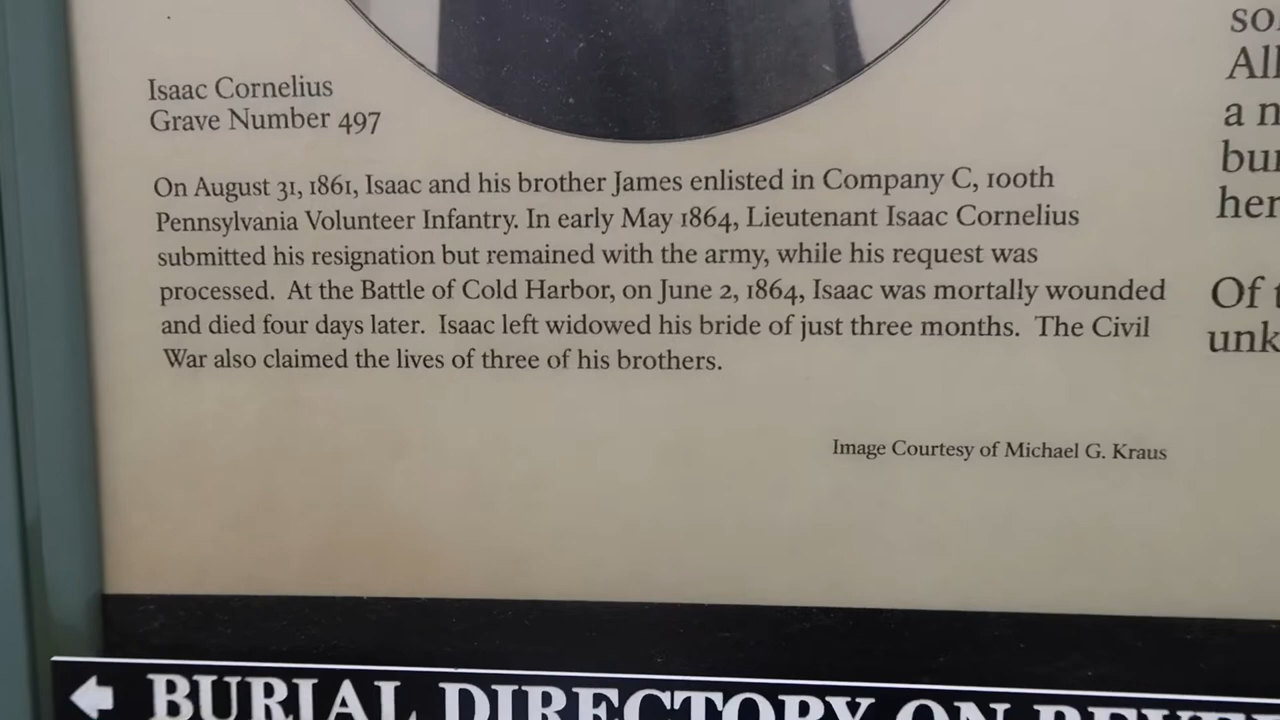 Isaac Cornelius
Grave Number 497
On August 31, 1861, Isaac and his brother James enlisted in Company C, 100th
Pennsylvania Volunteer Infantry. In early May 1864, Lieutenant Isaac Cornelius
submitted his resignation but remained with the army, while his request was
processed. At the Battle of Cold Harbor, on June 2, 1864, Isaac was mortally wounded
and died four days later. Isaac left widowed his bride of just three months. The Civil
War also claimed the lives of three of his brothers.
Image Courtesy of Michael G. Kraus
a
Of
BURIAL DIRECTORY ON